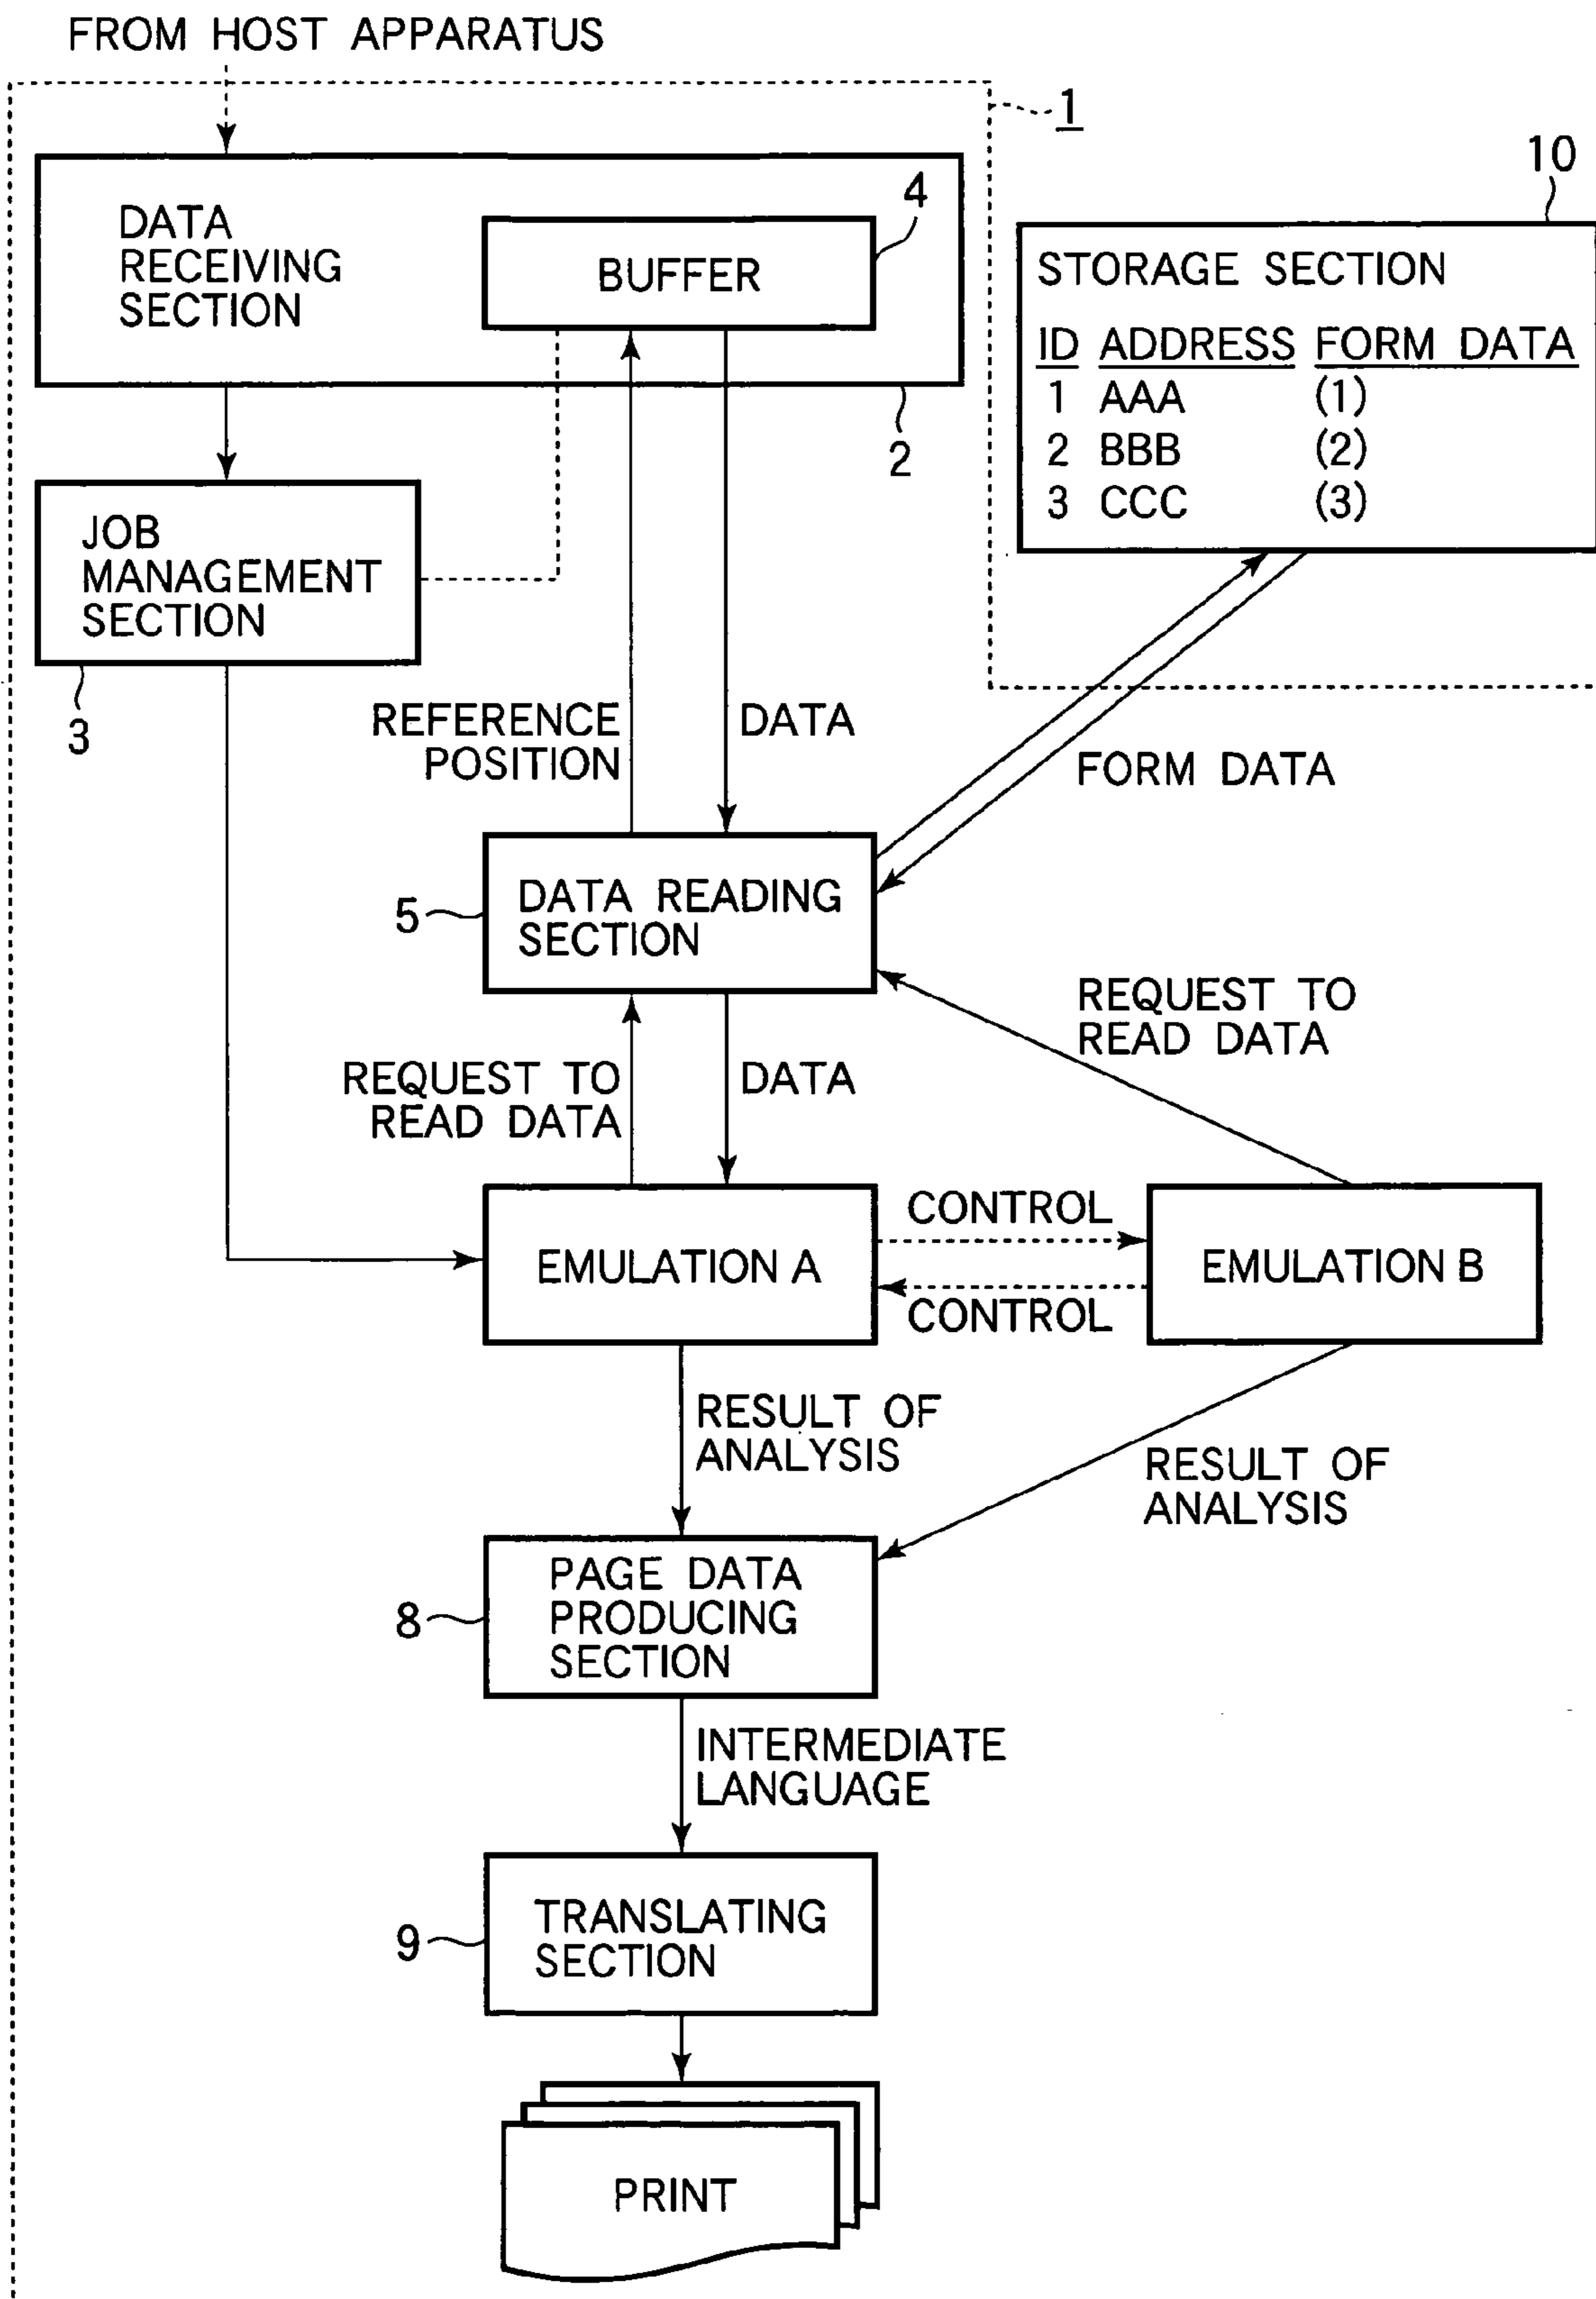 FROM HOST APPARATUS
1
10
DATA
RECEIVING
SECTION
4
BUFFER
2
STORAGE SECTION
ID ADDRESS FORM DATA
1 AAA (1)
2 BBB (2)
3 CCC (3)
JOB
MANAGEMENT
SECTION
3
REFERENCE
POSITION
DATA
FORM DATA
5
DATA READING
SECTION
REQUEST TO
READ DATA
DATA
REQUEST TO
READ DATA
EMULATION A
CONTROL
CONTROL
EMULATION B
RESULT OF
ANALYSIS
RESULT OF
ANALYSIS
8
PAGE DATA
PRODUCING
SECTION
INTERMEDIATE
LANGUAGE
9
TRANSLATING
SECTION
PRINT